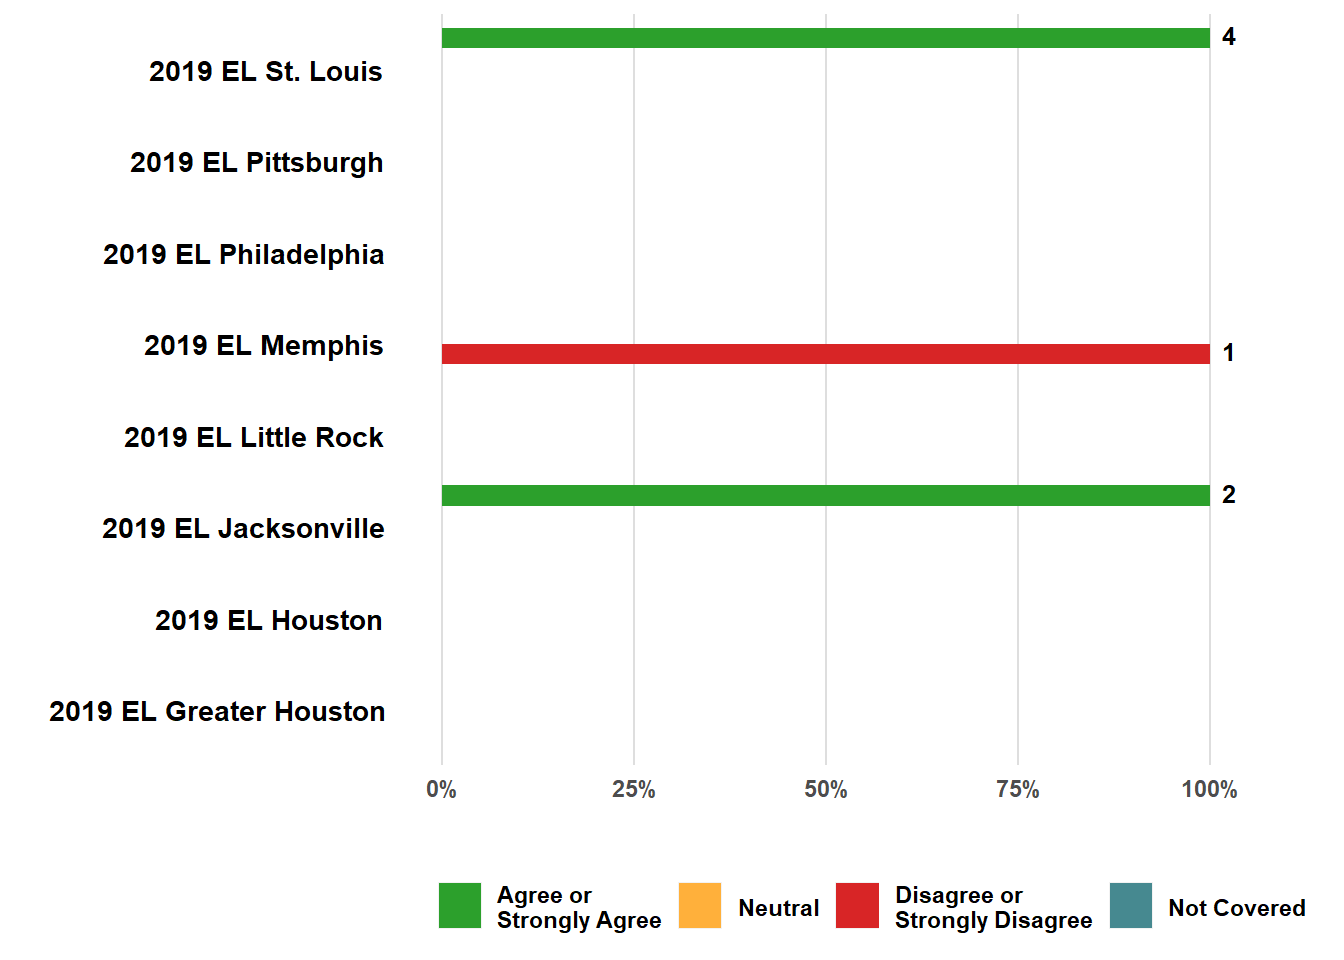 4
2019 EL St. Louis
2019 EL Pittsburgh
2019 EL Philadelphia
2019 EL Memphis
1
2019 EL Little Rock
2
2019 EL Jacksonville
2019 EL Houston
2019 EL Greater Houston
0% 25% 50% 75% 100%
Agree or
Strongly Agree
Neutral
Disagree or
Strongly Disagree
Not Covered